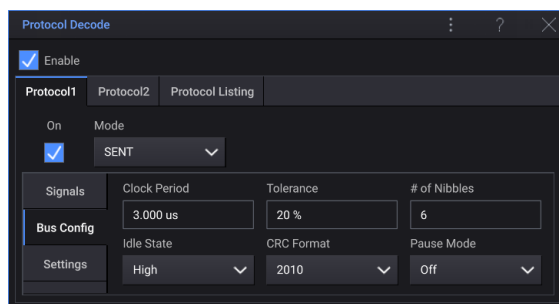 Protocol Decode
Enable
Protocol1 Protocol2 Protocol Listing
On Mode
SENT
Signals Clock Period Tolerance # of Nibbles
3.000 us 20 % 6
Bus Config
Idle State CRC Format Pause Mode
Settings High 2010 Off